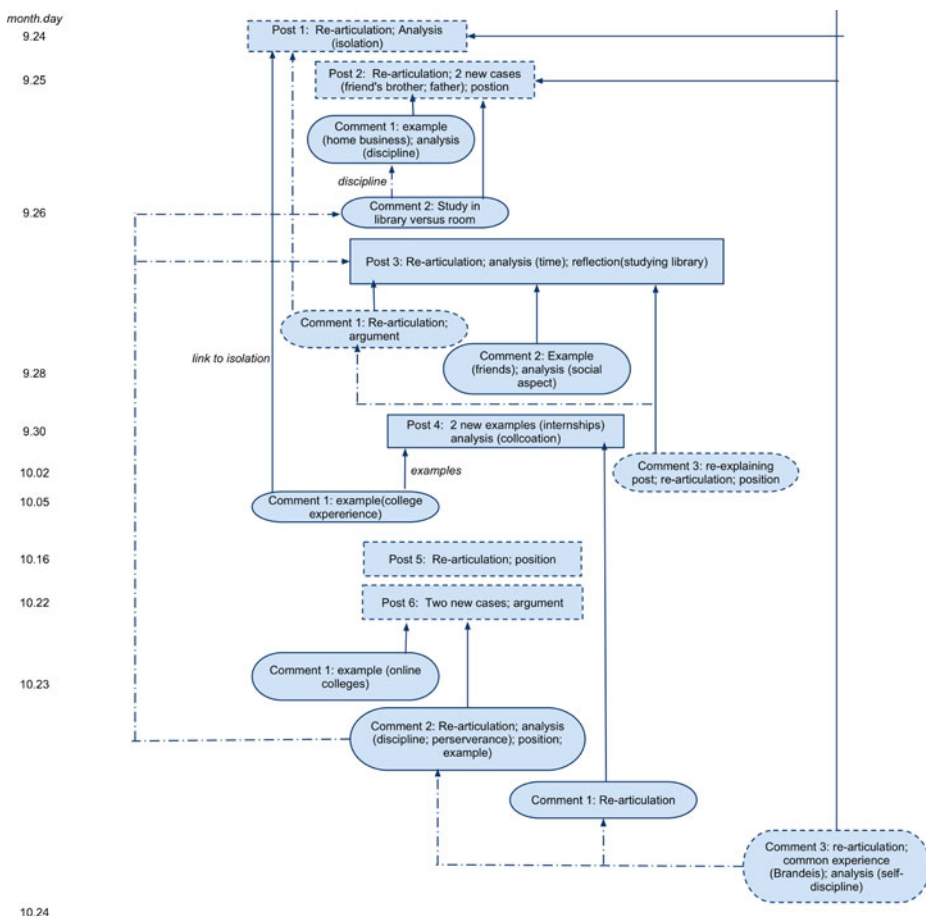 month.day
9.24
Post 1: Re-articulation; Analysis
(isolation)
9.25
Post 2: Re-articulation; 2 new cases
(friend's brother; father); postion
Comment 1: example
(home business); analysis
(discipline)
discipline
9.26
Comment 2: Study in
library versus room
Post 3: Re-articulation; analysis (time); reflection(studying library)
Comment 1: Re-articulation;
argument
link to isolation
9.28
Comment 2: Example
(friends); analysis (social
aspect)
9.30
Post 4: 2 new examples (internships)
analysis (collcoation)
10.02
examples
Comment 3: re-explaining
post; re-articulation; position
10.05
Comment 1: example(college
expererience)
10.16
Post 5: Re-articulation; position
10.22
Post 6: Two new cases; argument
Comment 1: example (online
colleges)
10.23
Comment 2: Re-articulation; analysis
(discipline; perserverance); position;
example)
Comment 1: Re-articulation
Comment 3: re-articulation;
common experience
(Brandeis); analysis (self-
discipline)
10.24